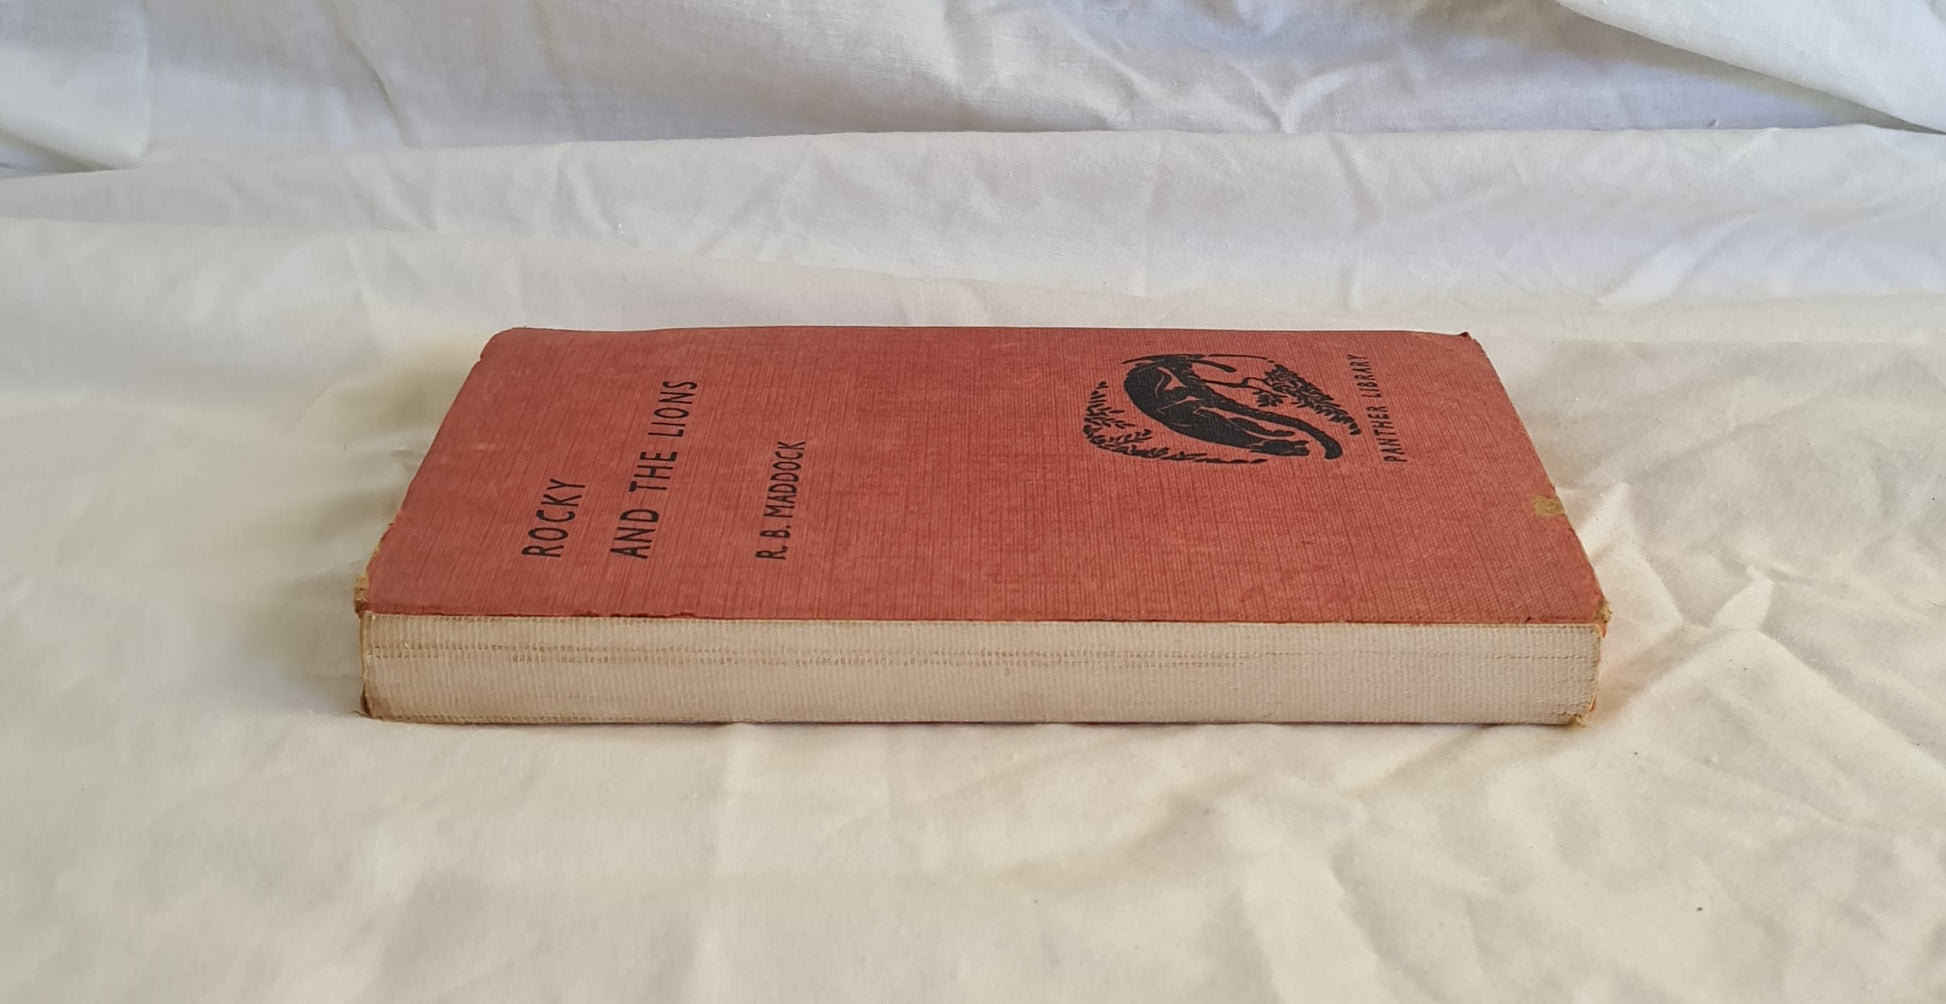 ROCKY
AND THE LIONS
R. B. MADDOCK
PANTHER LIBRARY